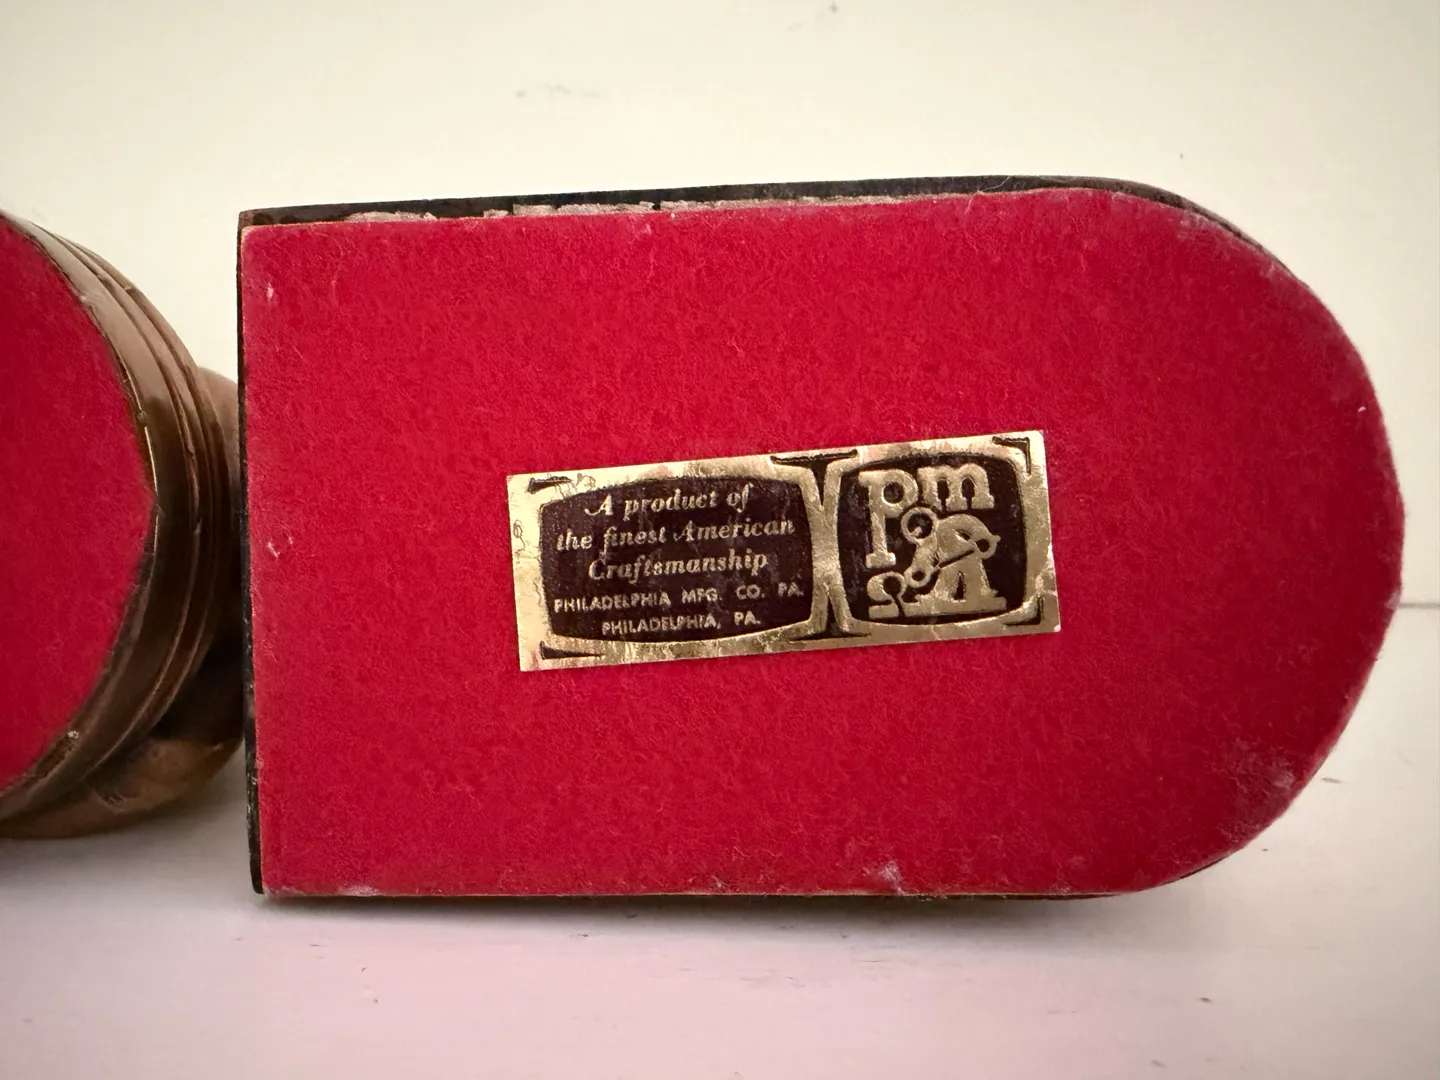 A product of
the finest American
Craftsmanship
PHILADELPHIA MFG. CO. PA.
PHILADELPHIA, PA.
pm